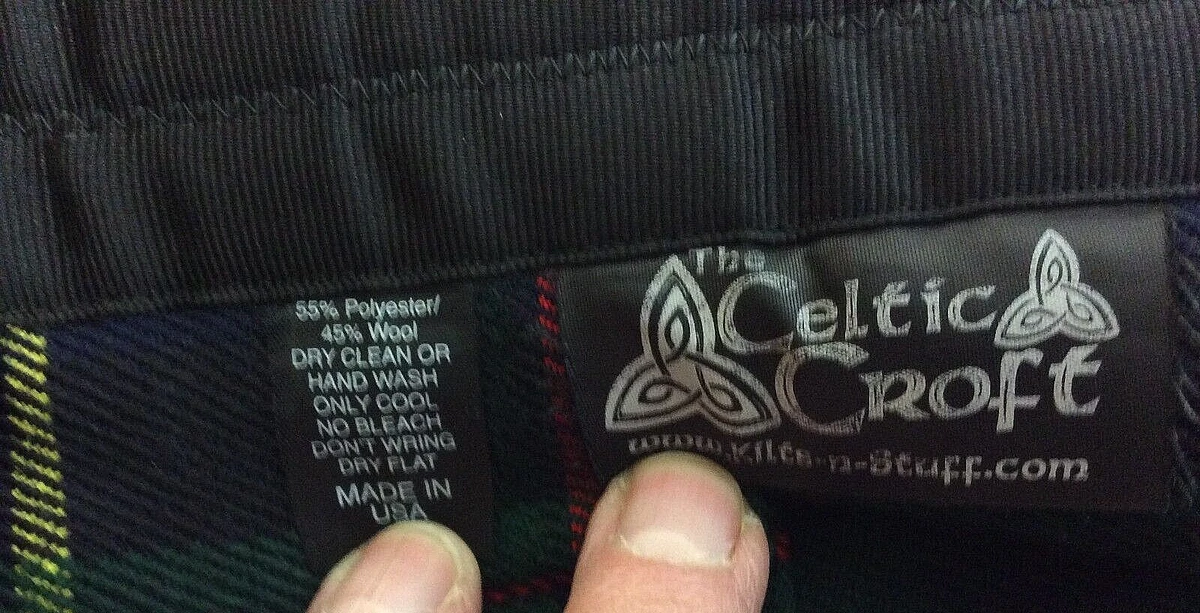 55% Polyester/
45% Wool
DRY CLEAN OR
HAND WASH
ONLY COOL
NO BLEACH
DON'T WRING
DRY FLAT
MADE IN
USA
The
Celtic
Croft
www.Kilts-n-Stuff.com